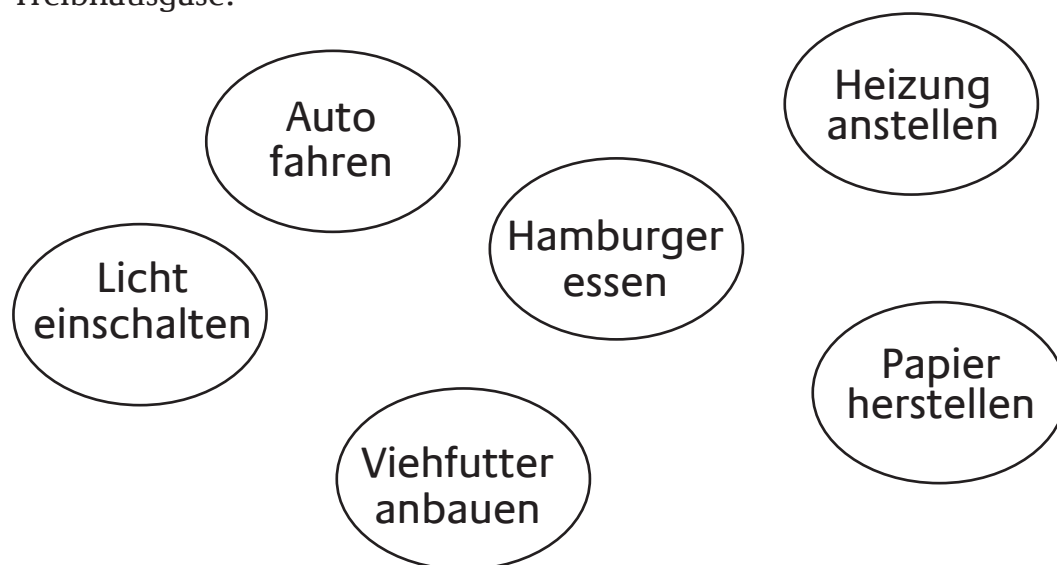 Treibhausgase.
Auto
fahren
Heizung
anstellen
Hamburger
essen
Licht
einschalten
Papier
herstellen
Viehfutter
anbauen